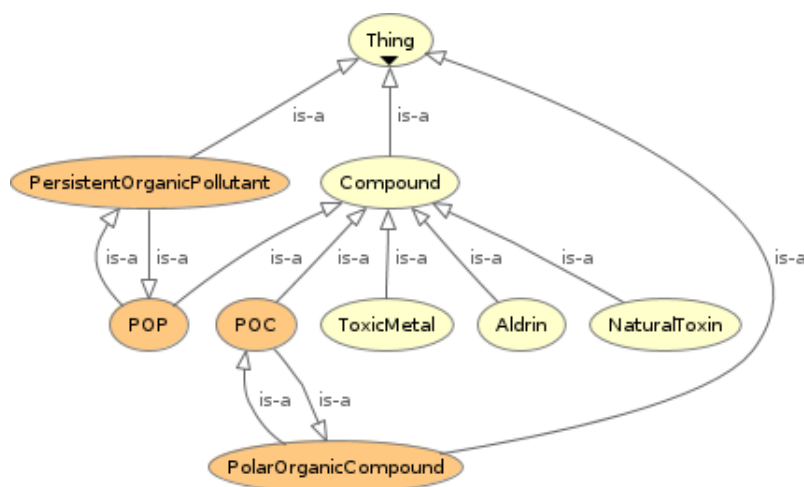 Thing
is-a
is-a
PersistentOrganicPollutant
Compound
is-a
is-a
is-a
is-a
is-a
is-a
is-a
is-a
POP
POC
ToxicMetal
Aldrin
NaturalToxin
is-a
is-a
PolarOrganicCompound